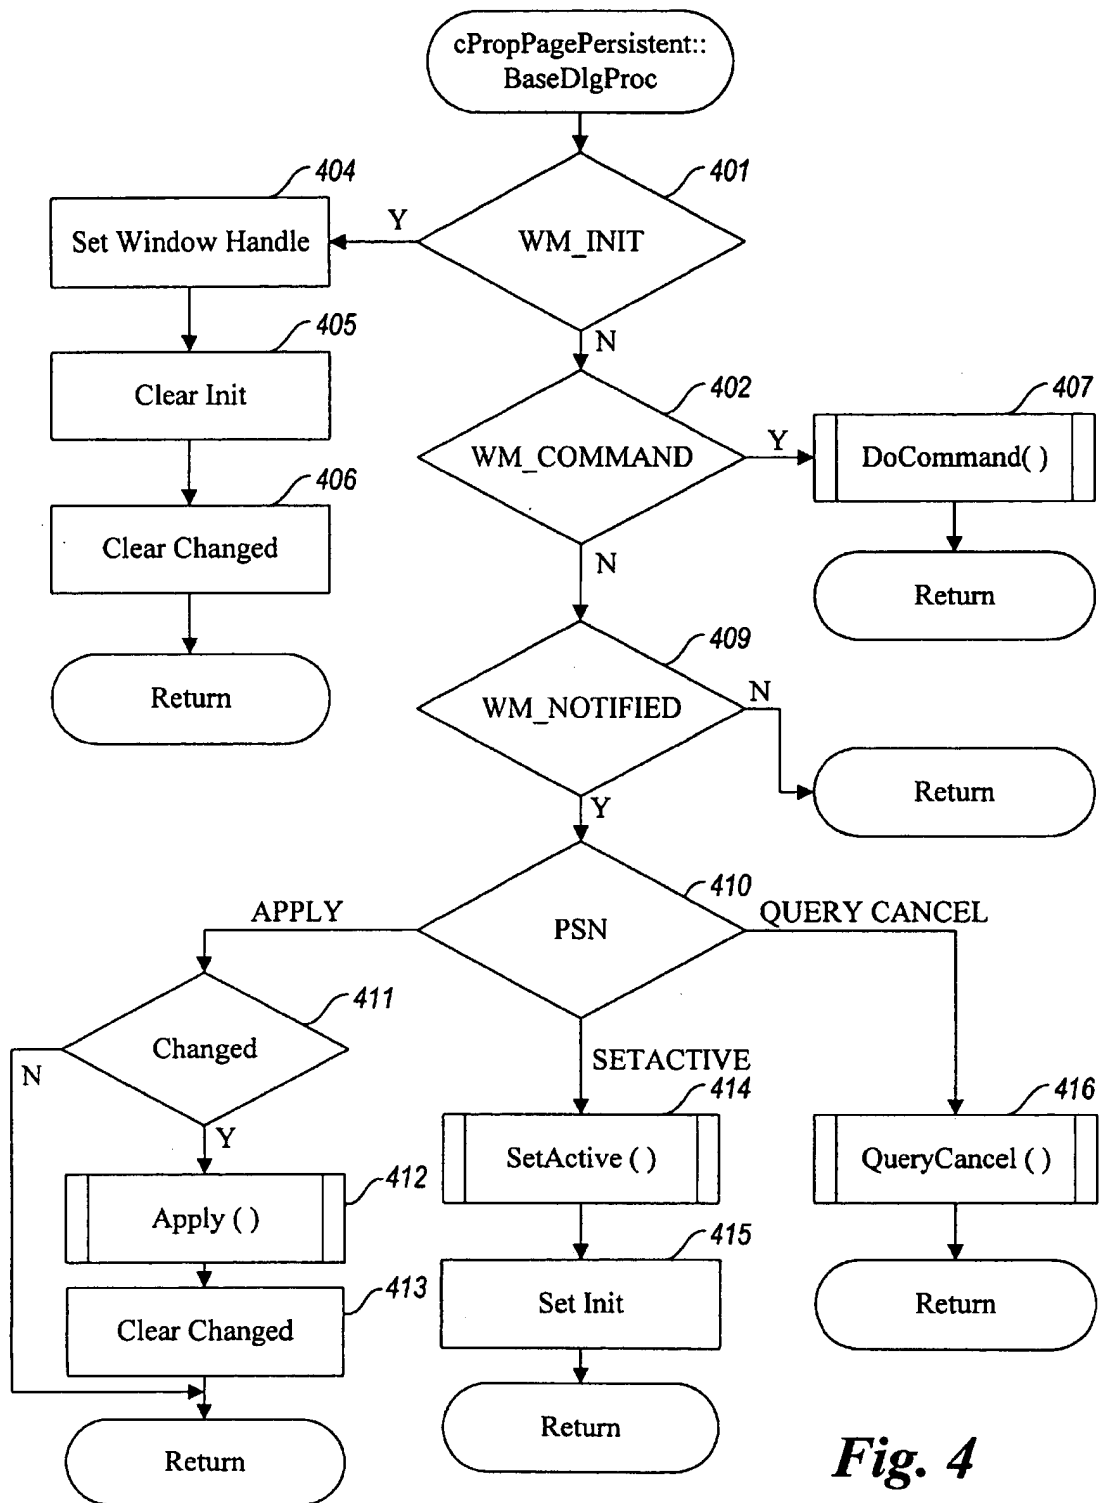 cPropPagePersistent::
BaseDlgProc
404
401
Y
Set Window Handle
WM_INIT
405
N
402
407
Clear Init
WM_COMMAND
Y
DoCommand( )
406
Clear Changed
N
Return
409
Return
WM_NOTIFIED
N
Return
Y
410
APPLY
PSN
QUERY CANCEL
411
Changed
N
SETACTIVE
414
416
Y
SetActive ( )
QueryCancel ( )
412
Apply ( )
415
413
Set Init
Return
Clear Changed
Return
Return
Fig. 4